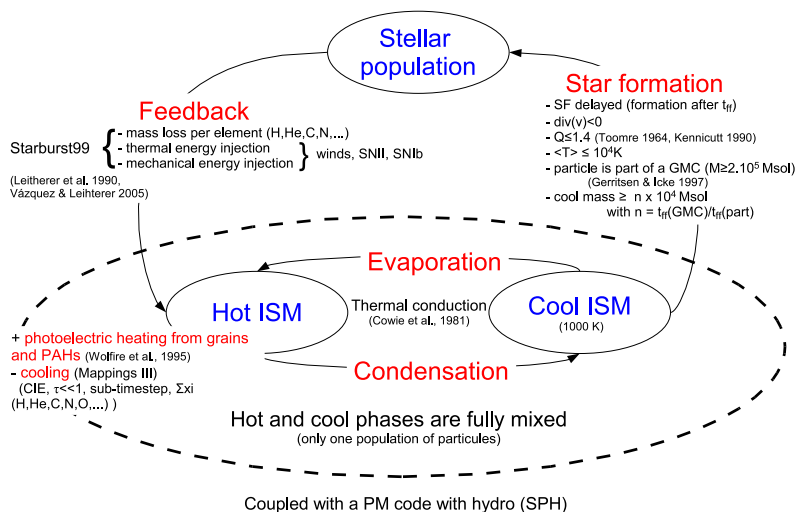 Stellar
population
Feedback
Starburst99
- mass loss per element (H,He,C,N,...)
- thermal energy injection
- mechanical energy injection
winds, SNII, SNIb
(Leitherer et al. 1990,
Vázquez & Leihterer 2005)
Star formation
- SF delayed (formation after tff)
- div(v)<0
- Q≤1.4 (Toomre 1964, Kennicutt 1990)
- <T> ≤ 10⁴K
- particle is part of a GMC (M≥2.10⁵ Msol)
(Gerritsen & Icke 1997)
- cool mass ≥ n x 10⁴ Msol
with n = tff(GMC)/tff(part)
Evaporation
Hot ISM
Thermal conduction
(Cowie et al., 1981)
Cool ISM
(1000 K)
Condensation
+ photoelectric heating from grains
and PAHs (Wolfire et al., 1995)
- cooling (Mappings III)
(CIE, τ<<1, sub-timestep, Σxi
(H,He,C,N,O,...) )
Hot and cool phases are fully mixed
(only one population of particules)
Coupled with a PM code with hydro (SPH)